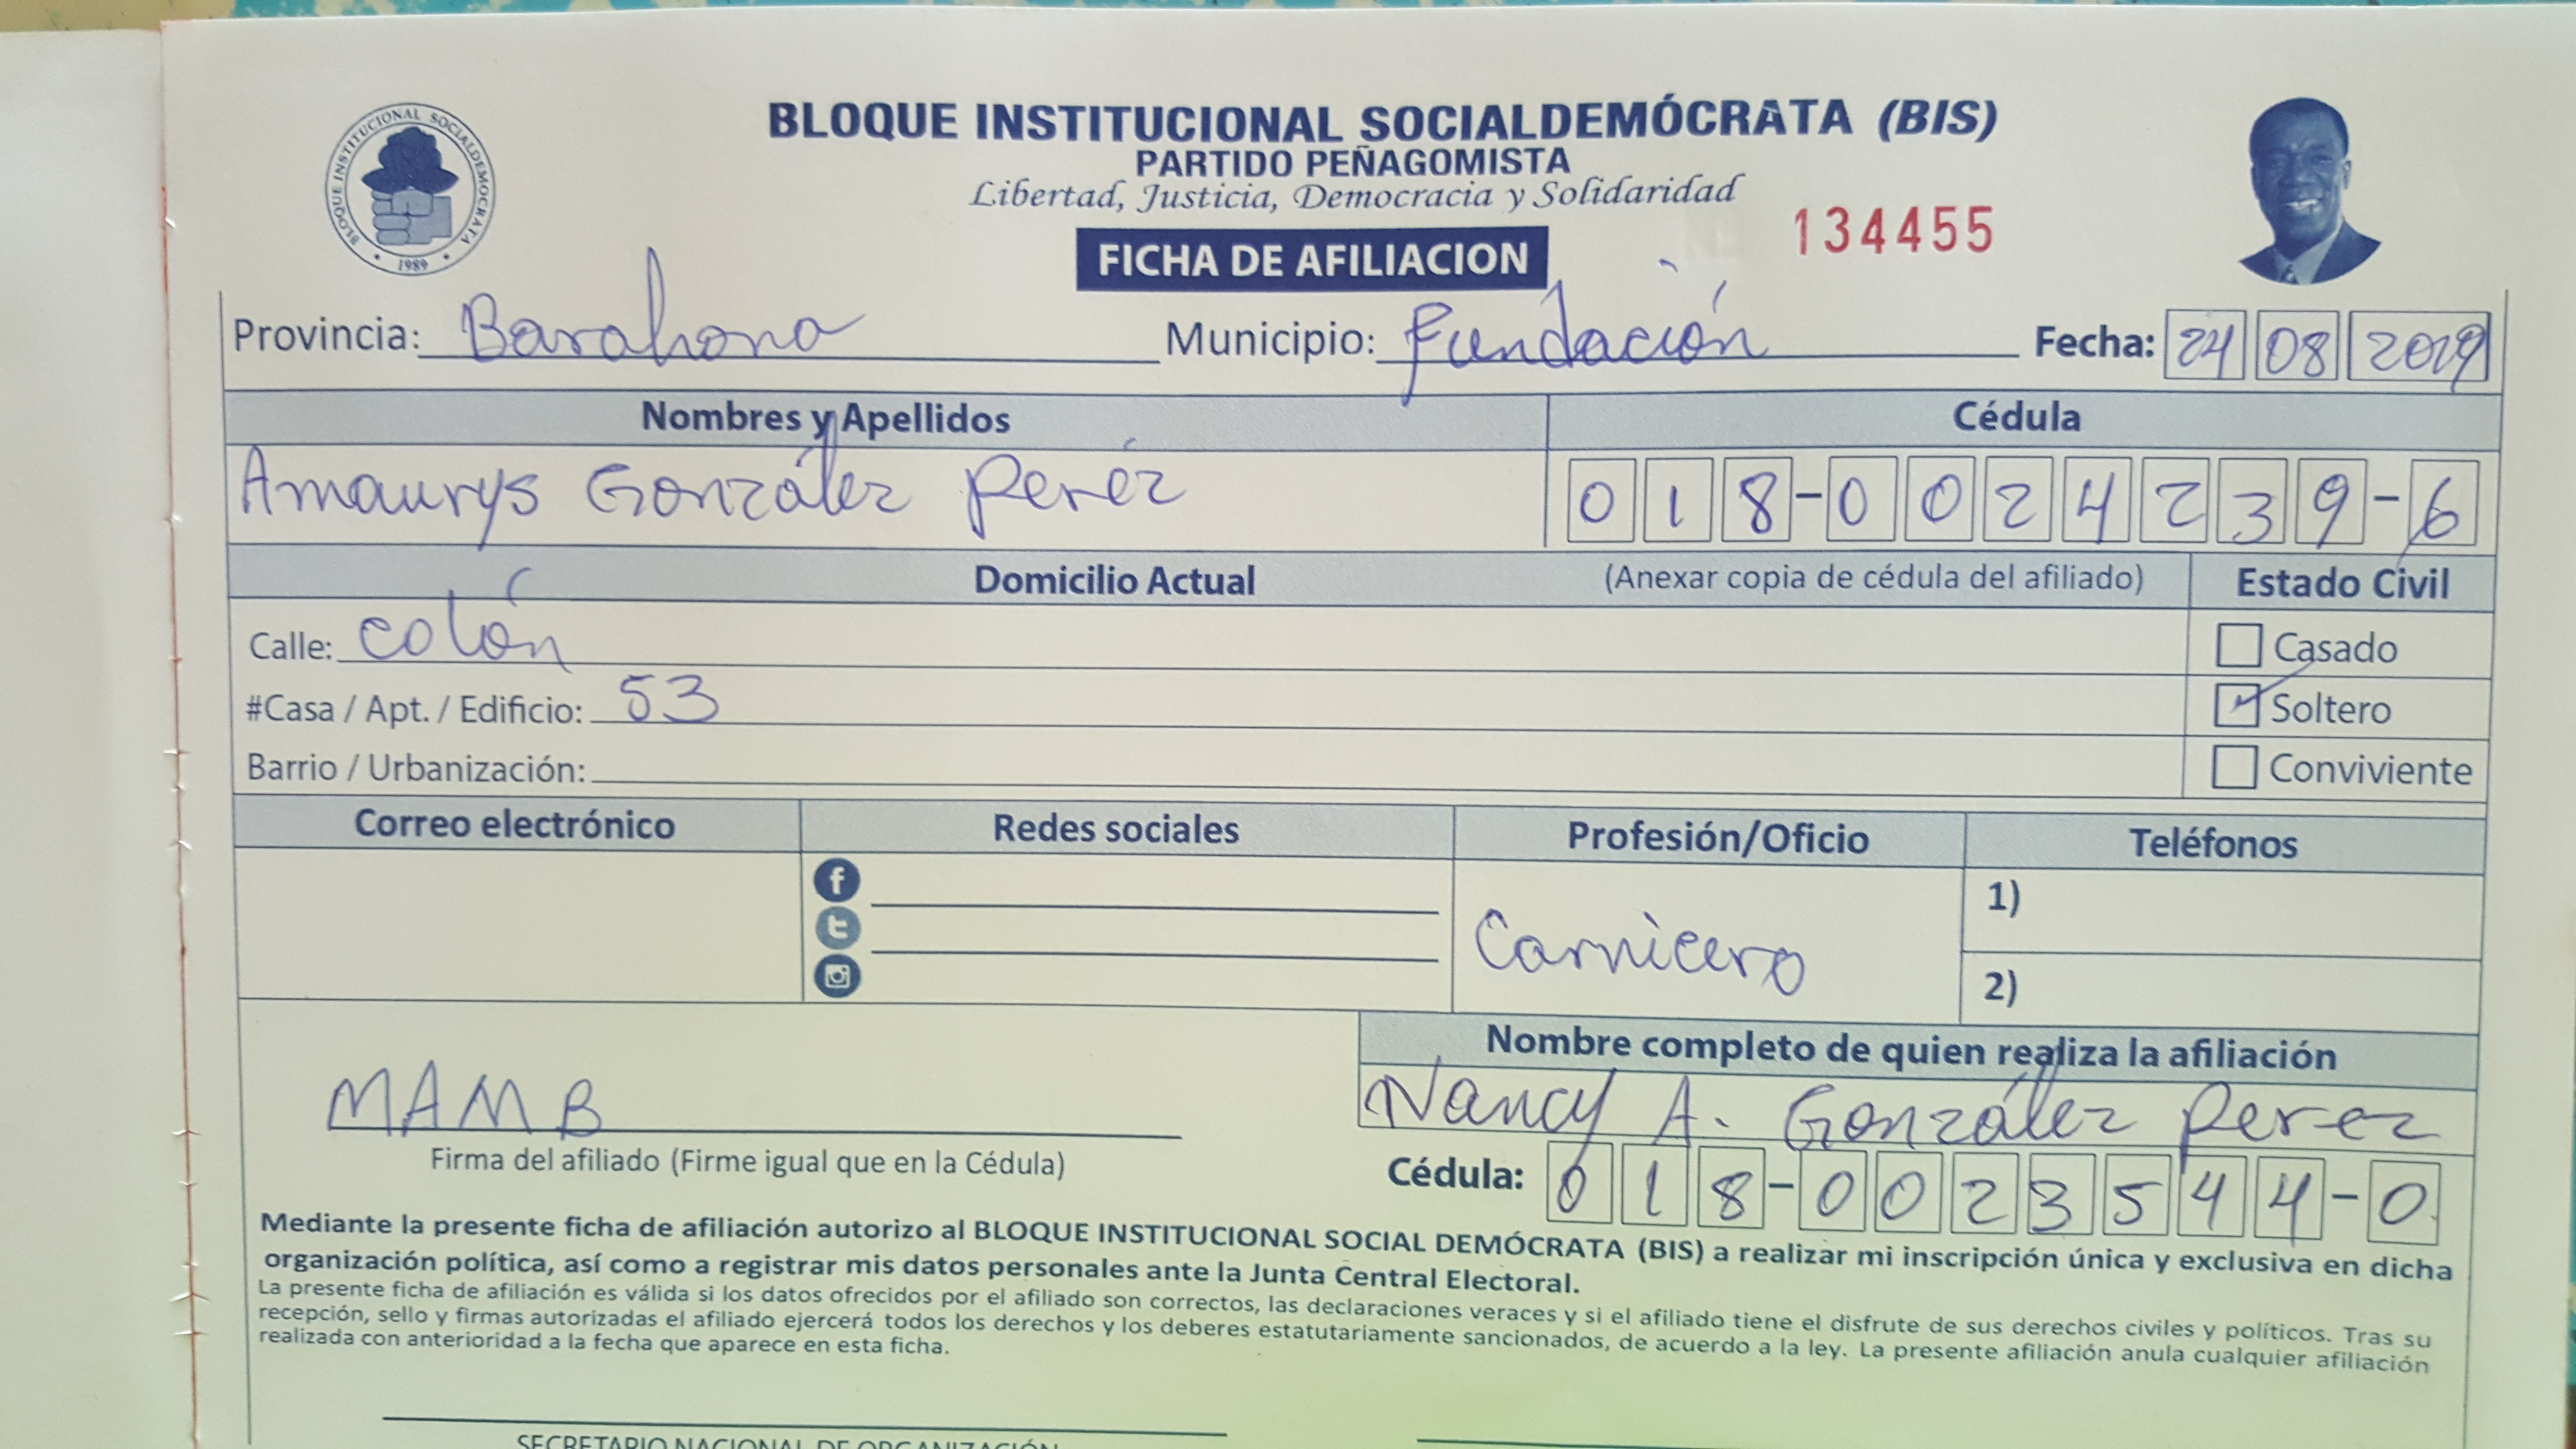 BLOQUE INSTITUCIONAL SOCIALDEMOCRATA
1989
BLOQUE INSTITUCIONAL SOCIALDEMÓCRATA (BIS)
PARTIDO PEÑAGOMISTA
Libertad, Justicia, Democracia y Solidaridad
134455
FICHA DE AFILIACION
Provincia: Barahona Municipio: Fundación Fecha: 24 08 2019
Nombres y Apellidos Cédula
Amaurys González Peréz 018-0024239-6
Domicilio Actual (Anexar copia de cédula del afiliado) Estado Civil
Calle: Colón Casado
#Casa / Apt. / Edificio: 53 Soltero
Barrio / Urbanización: Conviviente
Correo electrónico Redes sociales Profesión/Oficio Teléfonos
1)
Carnicero
2)
Nombre completo de quien realiza la afiliación
MAMB Nancy A. González Perez
Firma del afiliado (Firme igual que en la Cédula) Cédula: 018-0023544-0
Mediante la presente ficha de afiliación autorizo al BLOQUE INSTITUCIONAL SOCIAL DEMÓCRATA (BIS) a realizar mi inscripción única y exclusiva en dicha
organización política, así como a registrar mis datos personales ante la Junta Central Electoral.
La presente ficha de afiliación es válida si los datos ofrecidos por el afiliado son correctos, las declaraciones veraces y si el afiliado tiene el disfrute de sus derechos civiles y políticos. Tras su
recepción, sello y firmas autorizadas el afiliado ejercerá todos los derechos y los deberes estatutariamente sancionados, de acuerdo a la ley. La presente afiliación anula cualquier afiliación
realizada con anterioridad a la fecha que aparece en esta ficha.
SECRETARIO NACIONAL DE ORGANIZACIÓN